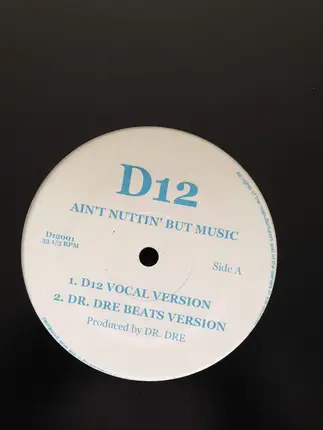 D12
AIN'T NUTTIN' BUT MUSIC
D12001
33 1/3 RPM
Side A
1. D12 VOCAL VERSION
2. DR. DRE BEATS VERSION
Produced by DR. DRE